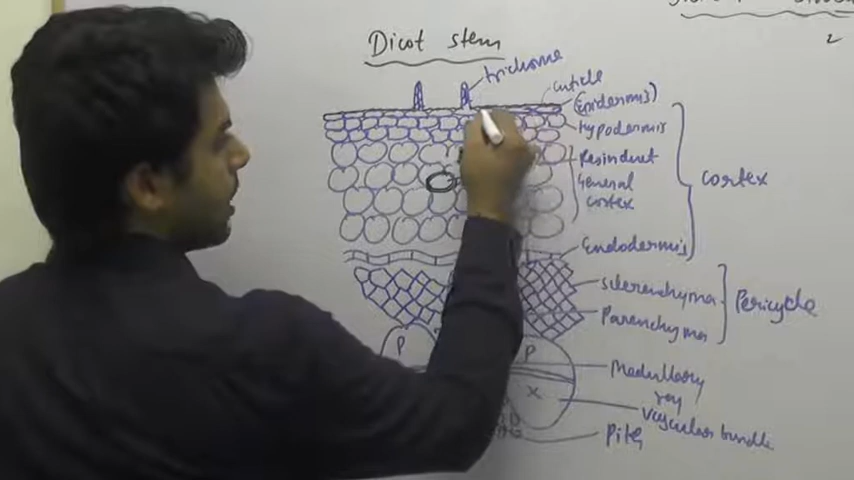 Dicot stem
trichome
cuticle
(Epidermis)
Hypodermis
Resinduct
General
cortex
cortex
Endodermis
sclerenchyma
Parenchyma
Pericycle
P
P
X
Medullary
ray
vascular bundle
Pith